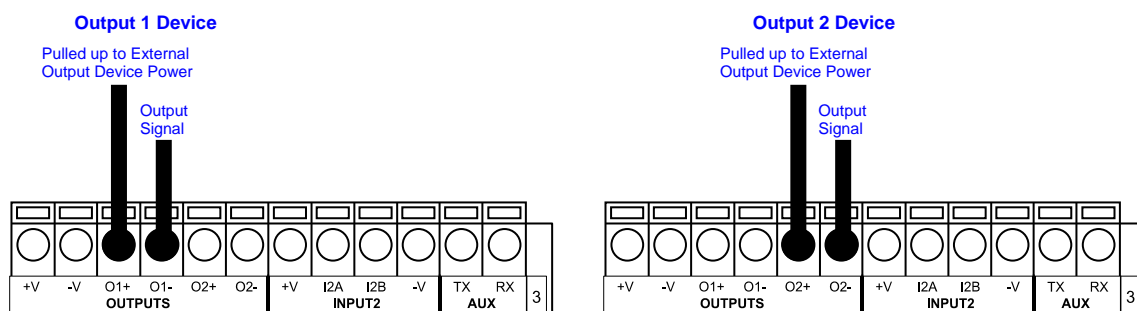 Output 1 Device
Pulled up to External
Output Device Power
Output
Signal
+V -V O1+ O1- O2+ O2- +V I2A I2B -V TX RX
OUTPUTS INPUT2 AUX 3
Output 2 Device
Pulled up to External
Output Device Power
Output
Signal
+V -V O1+ O1- O2+ O2- +V I2A I2B -V TX RX
OUTPUTS INPUT2 AUX 3